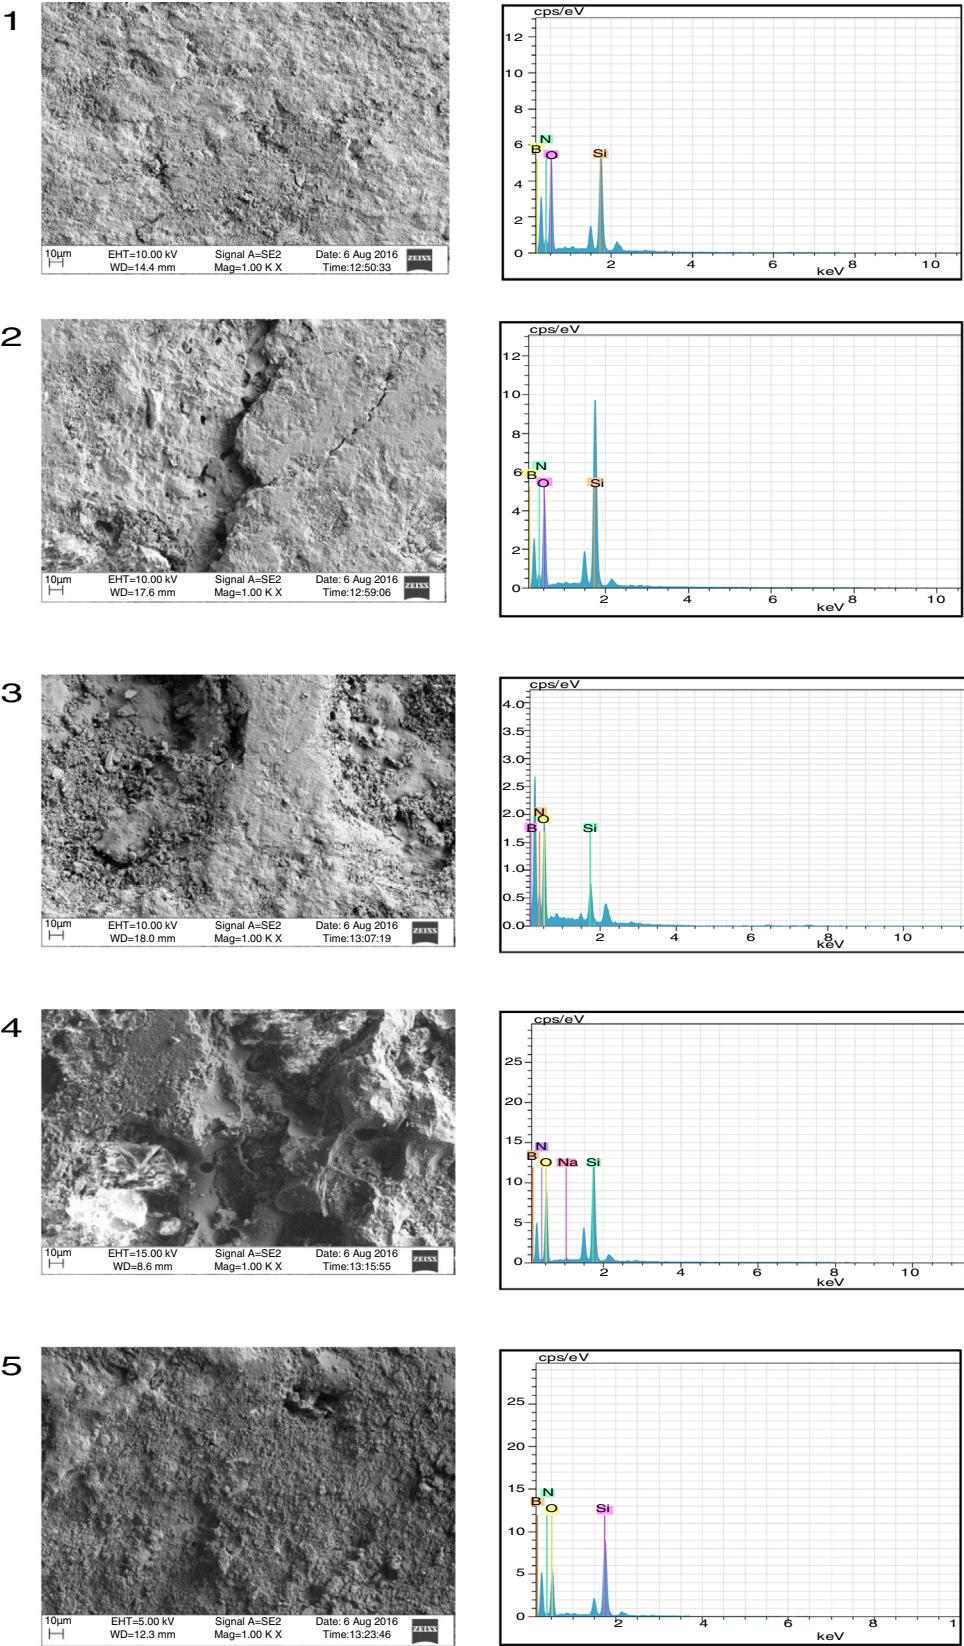 1
10µm EHT=10.00 kV Signal A=SE2 Date: 6 Aug 2016 ZEISS
WD=14.4 mm Mag=1.00 K X Time:12:50:33
cps/eV
12
10
8
6
4
2
0
B N O Si
2 4 6 8 10
keV
2
10µm EHT=10.00 kV Signal A=SE2 Date: 6 Aug 2016 ZEISS
WD=17.6 mm Mag=1.00 K X Time:12:59:06
cps/eV
12
10
8
6
4
2
0
B N O Si
2 4 6 8 10
keV
3
10µm EHT=10.00 kV Signal A=SE2 Date: 6 Aug 2016 ZEISS
WD=18.0 mm Mag=1.00 K X Time:13:07:19
cps/eV
4.0
3.5
3.0
2.5
2.0
1.5
1.0
0.5
0.0
B N O Si
2 4 6 8 10
keV
4
10µm EHT=15.00 kV Signal A=SE2 Date: 6 Aug 2016 ZEISS
WD=8.6 mm Mag=1.00 K X Time:13:15:55
cps/eV
25
20
15
10
5
0
B N O Na Si
2 4 6 8 10
keV
5
10µm EHT=5.00 kV Signal A=SE2 Date: 6 Aug 2016 ZEISS
WD=12.3 mm Mag=1.00 K X Time:13:23:46
cps/eV
25
20
15
10
5
0
B N O Si
2 4 6 8 1
keV